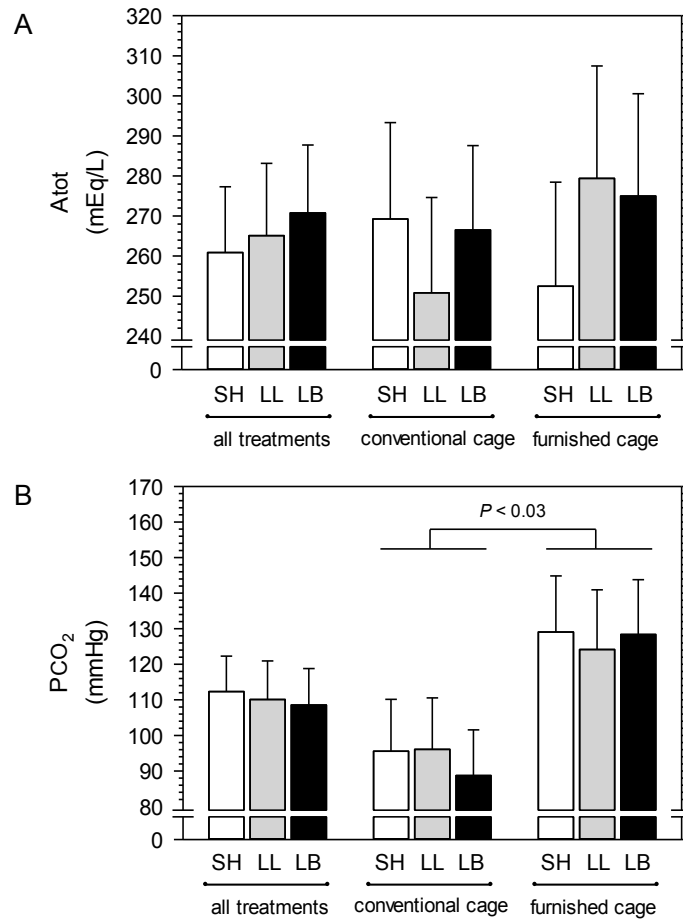 A
Atot
(mEq/L)
320
310
300
290
280
270
260
250
240
0
SH LL LB SH LL LB SH LL LB
all treatments conventional cage furnished cage
B
PCO₂
(mmHg)
170
160
150
140
130
120
110
100
90
80
0
P < 0.03
SH LL LB SH LL LB SH LL LB
all treatments conventional cage furnished cage